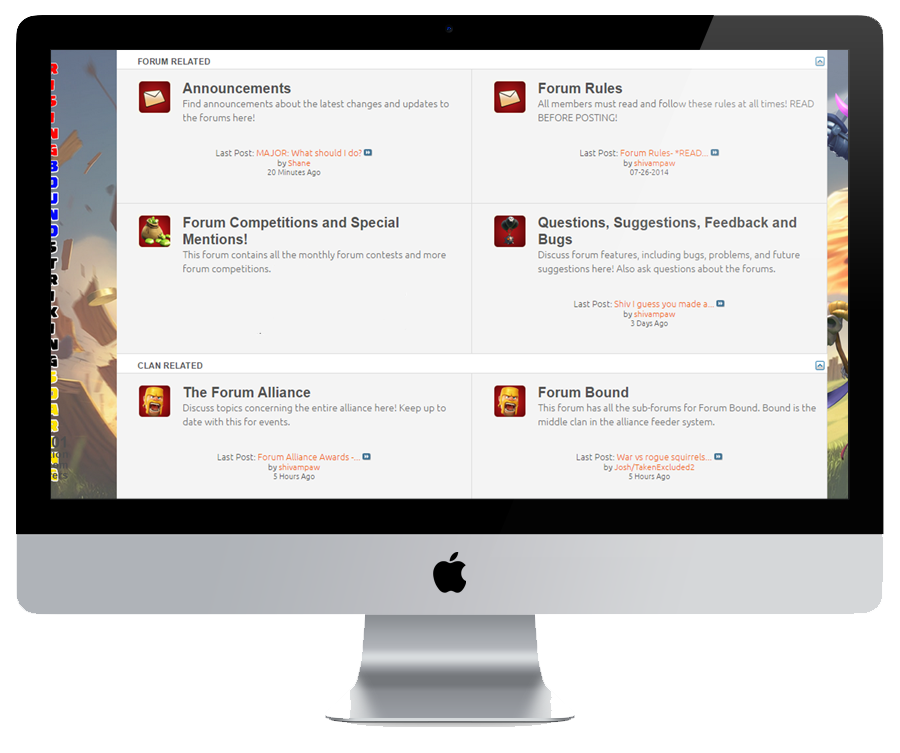 FORUM RELATED
Announcements
Find announcements about the latest changes and updates to
the forums here!
Last Post: MAJOR: What should I do?
by Shane
20 Minutes Ago
Forum Rules
All members must read and follow these rules at all times! READ
BEFORE POSTING!
Last Post: Forum Rules- *READ...
by shivampaw
07-26-2014
Forum Competitions and Special
Mentions!
This forum contains all the monthly forum contests and more
forum competitions.
Questions, Suggestions, Feedback and
Bugs
Discuss forum features, including bugs, problems, and future
suggestions here! Also ask questions about the forums.
Last Post: Shiv I guess you made a...
by shivampaw
3 Days Ago
CLAN RELATED
The Forum Alliance
Discuss topics concerning the entire alliance here! Keep up to
date with this for events.
Last Post: Forum Alliance Awards -...
by shivampaw
5 Hours Ago
Forum Bound
This forum has all the sub-forums for Forum Bound. Bound is the
middle clan in the alliance feeder system.
Last Post: War vs rogue squirrels...
by Josh/TakenExcluded2
5 Hours Ago